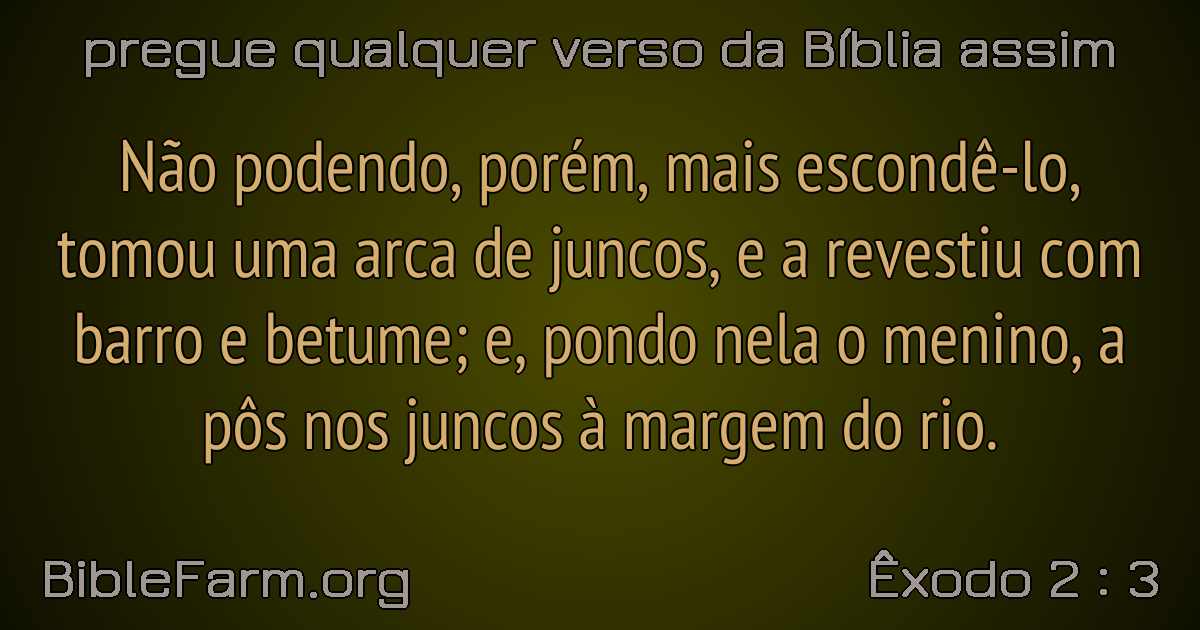 pregue qualquer verso da Bíblia assim
Não podendo, porém, mais escondê-lo,
tomou uma arca de juncos, e a revestiu com
barro e betume; e, pondo nela o menino, a
pôs nos juncos à margem do rio.
BibleFarm.org
Êxodo 2 : 3